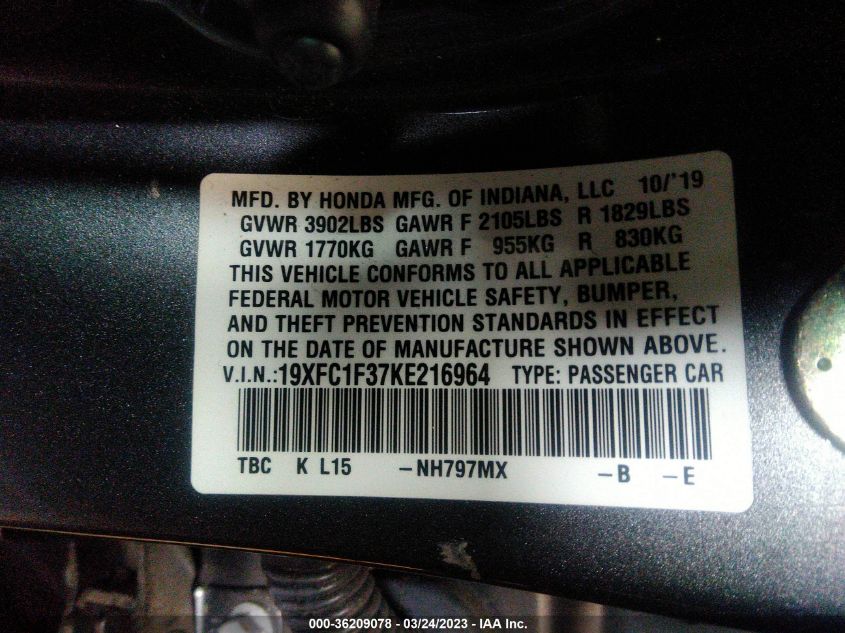 MFD. BY HONDA MFG. OF INDIANA, LLC 10/'19
GVWR 3902LBS GAWR F 2105LBS R 1829LBS
GVWR 1770KG GAWR F 955KG R 830KG
THIS VEHICLE CONFORMS TO ALL APPLICABLE
FEDERAL MOTOR VEHICLE SAFETY, BUMPER,
AND THEFT PREVENTION STANDARDS IN EFFECT
ON THE DATE OF MANUFACTURE SHOWN ABOVE.
V.I.N.:19XFC1F37KE216964 TYPE: PASSENGER CAR
TBC K L15 -NH797MX -B -E
000-36209078 - 03/24/2023 - IAA Inc.